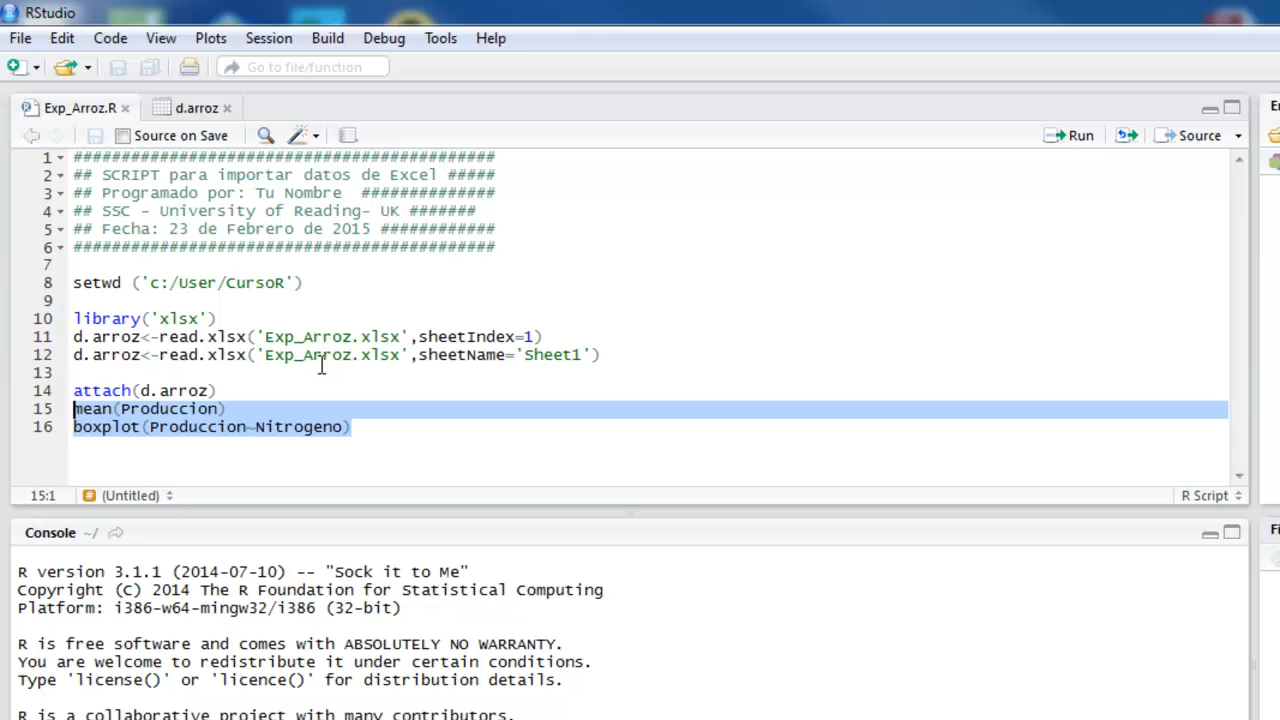 RStudio
File Edit Code View Plots Session Build Debug Tools Help
Go to file/function
Exp_Arroz.R d.arroz
Source on Save Run Source
1 ############################################
2 ## SCRIPT para importar datos de Excel #####
3 ## Programado por: Tu Nombre ##############
4 ## SSC - University of Reading- UK #######
5 ## Fecha: 23 de Febrero de 2015 ############
6 ############################################
7
8 setwd ('c:/User/CursoR')
9
10 library('xlsx')
11 d.arroz<-read.xlsx('Exp_Arroz.xlsx',sheetIndex=1)
12 d.arroz<-read.xlsx('Exp_Arroz.xlsx',sheetName='Sheet1')
13
14 attach(d.arroz)
15 mean(Produccion)
16 boxplot(Produccion~Nitrogeno)
15:1 # (Untitled) R Script
Console ~/
R version 3.1.1 (2014-07-10) -- "Sock it to Me"
Copyright (C) 2014 The R Foundation for Statistical Computing
Platform: i386-w64-mingw32/i386 (32-bit)
R is free software and comes with ABSOLUTELY NO WARRANTY.
You are welcome to redistribute it under certain conditions.
Type 'license()' or 'licence()' for distribution details.
R is a collaborative project with many contributors.